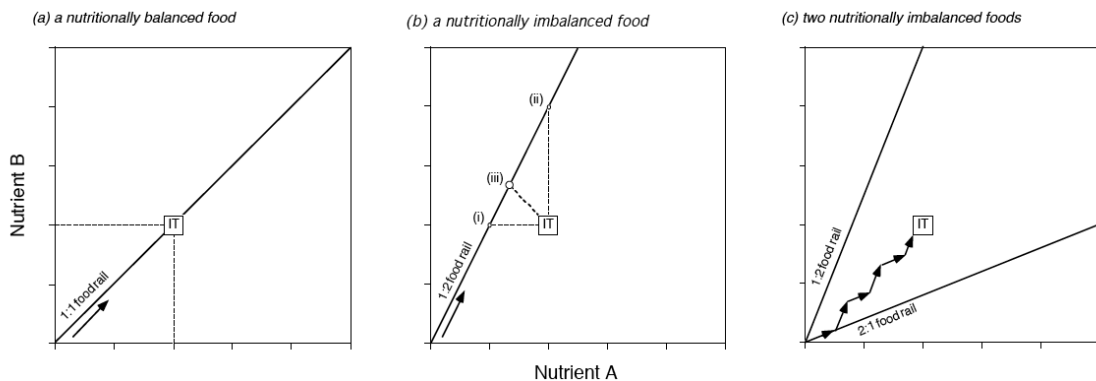 (a) a nutritionally balanced food
(b) a nutritionally imbalanced food
(c) two nutritionally imbalanced foods
Nutrient B
IT
1:1 food rail
(ii)
(iii)
(i)
IT
1:2 food rail
IT
1:2 food rail
2:1 food rail
Nutrient A